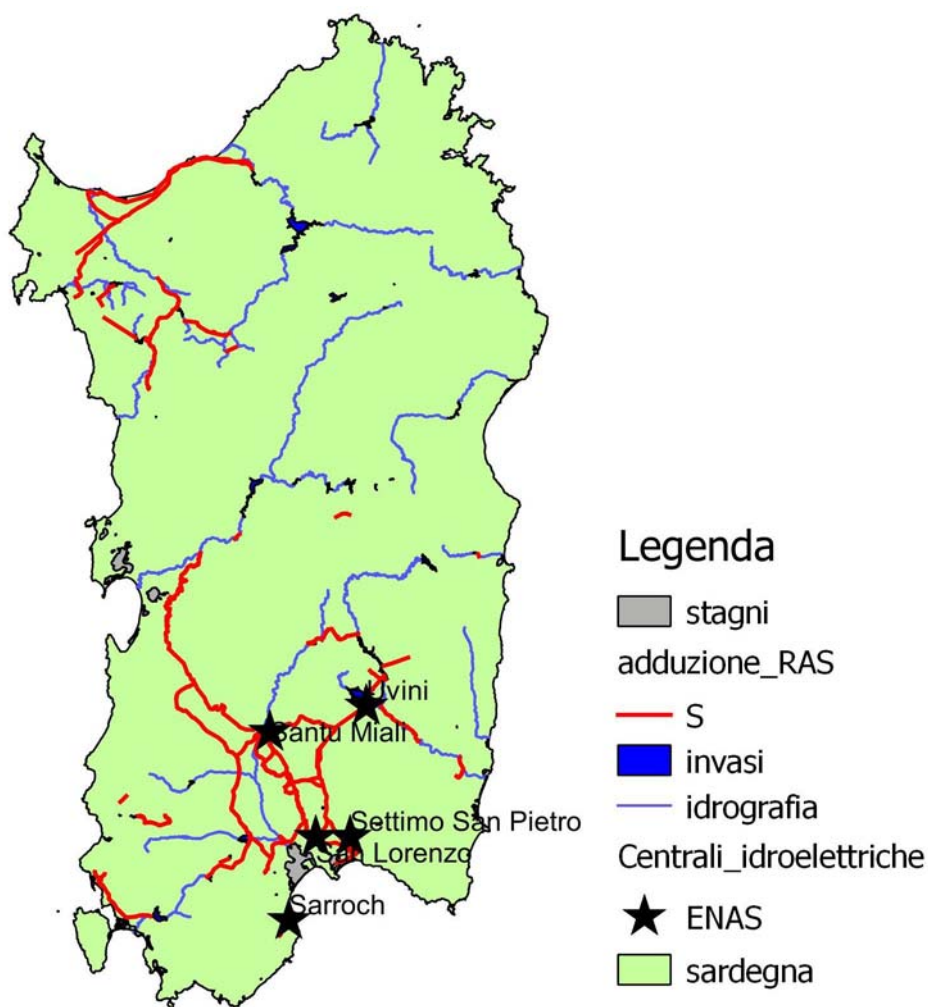 Uvini
Santu Miali
Settimo San Pietro
San Lorenzo
Sarroch
Legenda
stagni
adduzione_RAS
S
invasi
idrografia
Centrali_idroelettriche
ENAS
sardegna